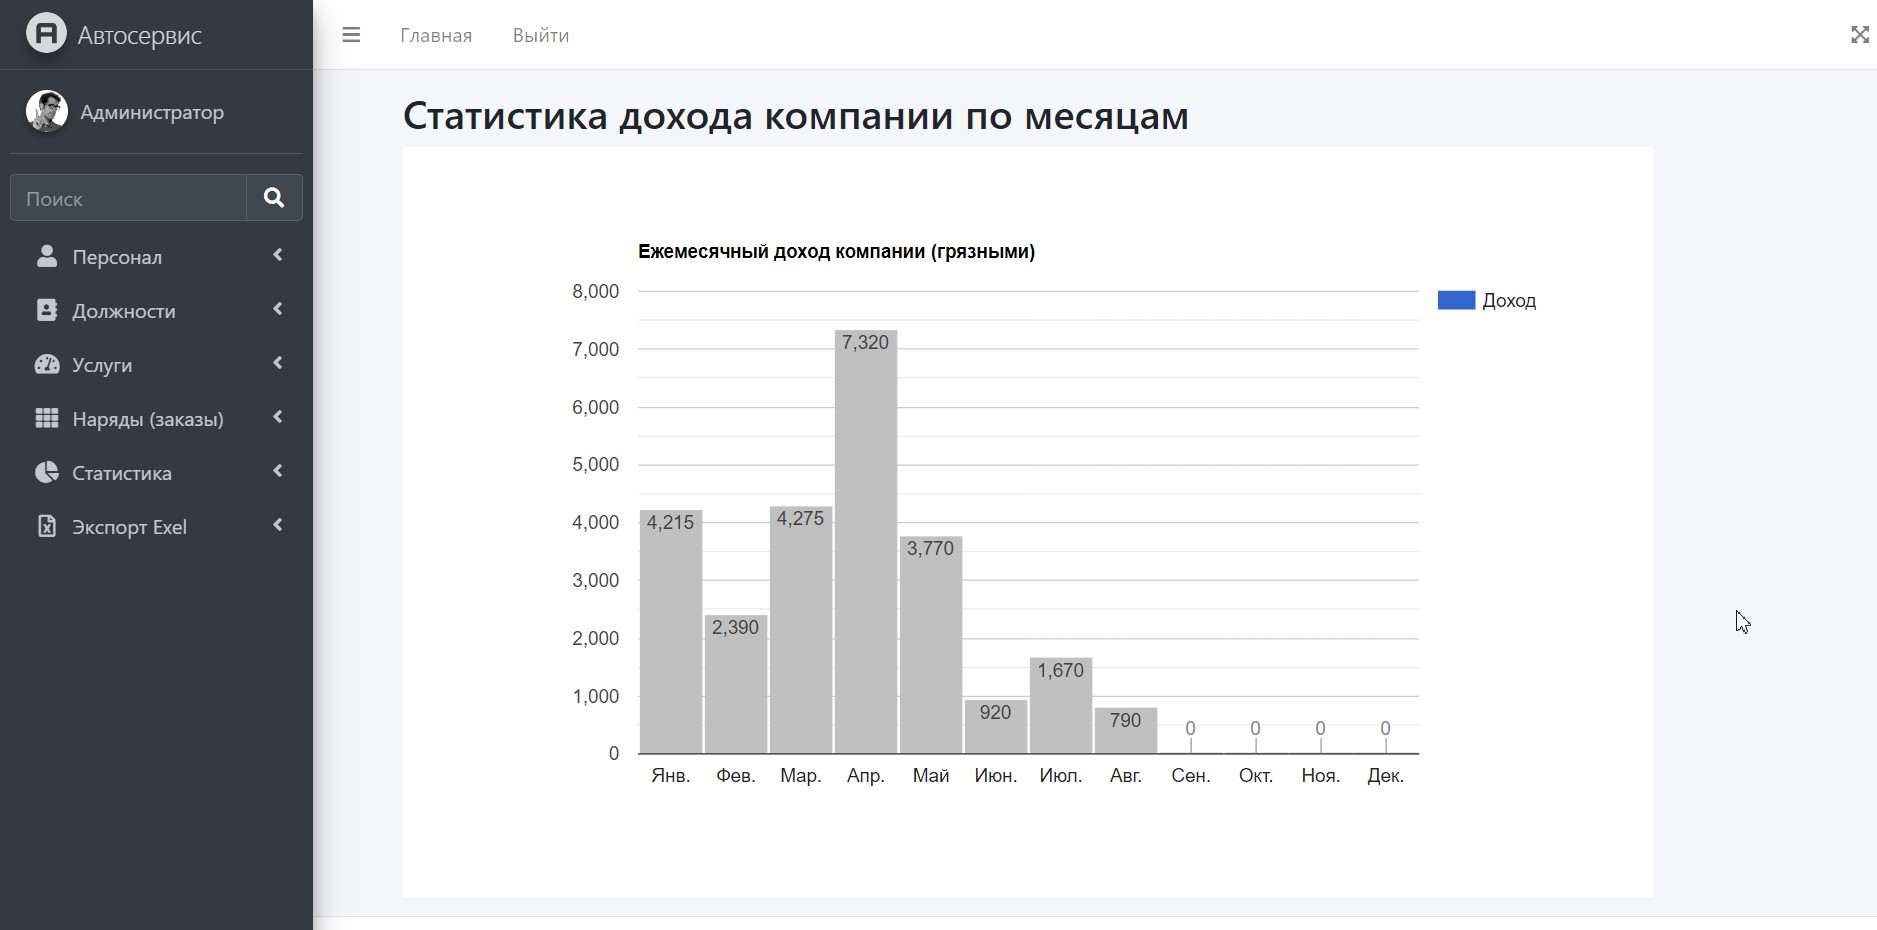 Автосервис
Главная
Выйти
Администратор
Поиск
Персонал
Должности
Услуги
Наряды (заказы)
Статистика
Экспорт Exel
Статистика дохода компании по месяцам
Ежемесячный доход компании (грязными)
8,000
7,000
6,000
5,000
4,000
3,000
2,000
1,000
0
4,215
2,390
4,275
7,320
3,770
920
1,670
790
0
0
0
0
Янв.
Фев.
Мар.
Апр.
Май
Июн.
Июл.
Авг.
Сен.
Окт.
Ноя.
Дек.
Доход